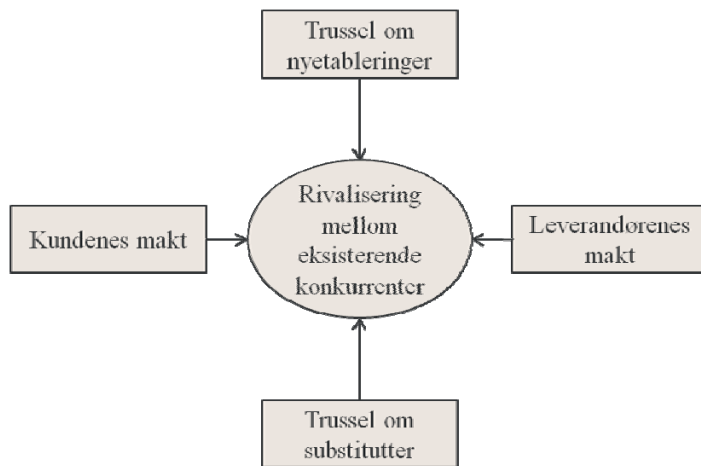 Trussel om
nyetableringer
Rivalisering
mellom
eksisterende
konkurrenter
Kundenes makt
Leverandørenes
makt
Trussel om
substitutter